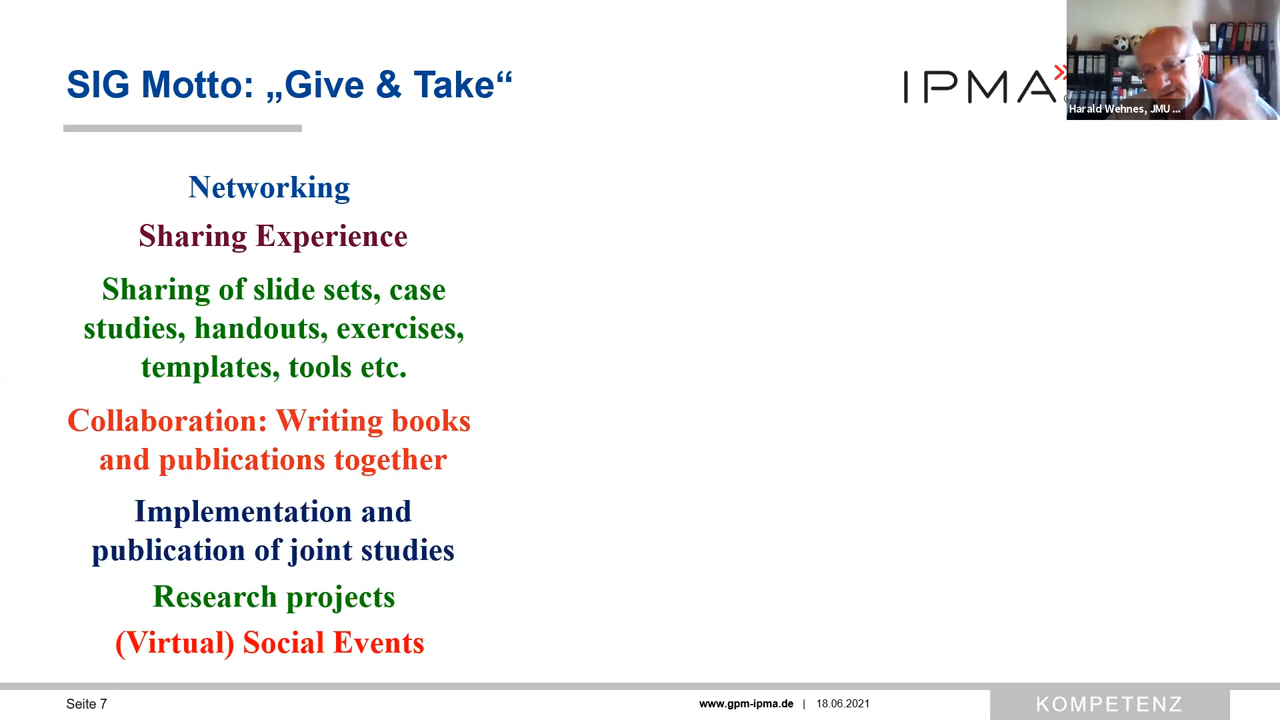 SIG Motto: „Give & Take“
IPMA
Harald Wehnes, JMU ...
Networking
Sharing Experience
Sharing of slide sets, case
studies, handouts, exercises,
templates, tools etc.
Collaboration: Writing books
and publications together
Implementation and
publication of joint studies
Research projects
(Virtual) Social Events
Seite 7
www.gpm-ipma.de | 18.06.2021
KOMPETENZ